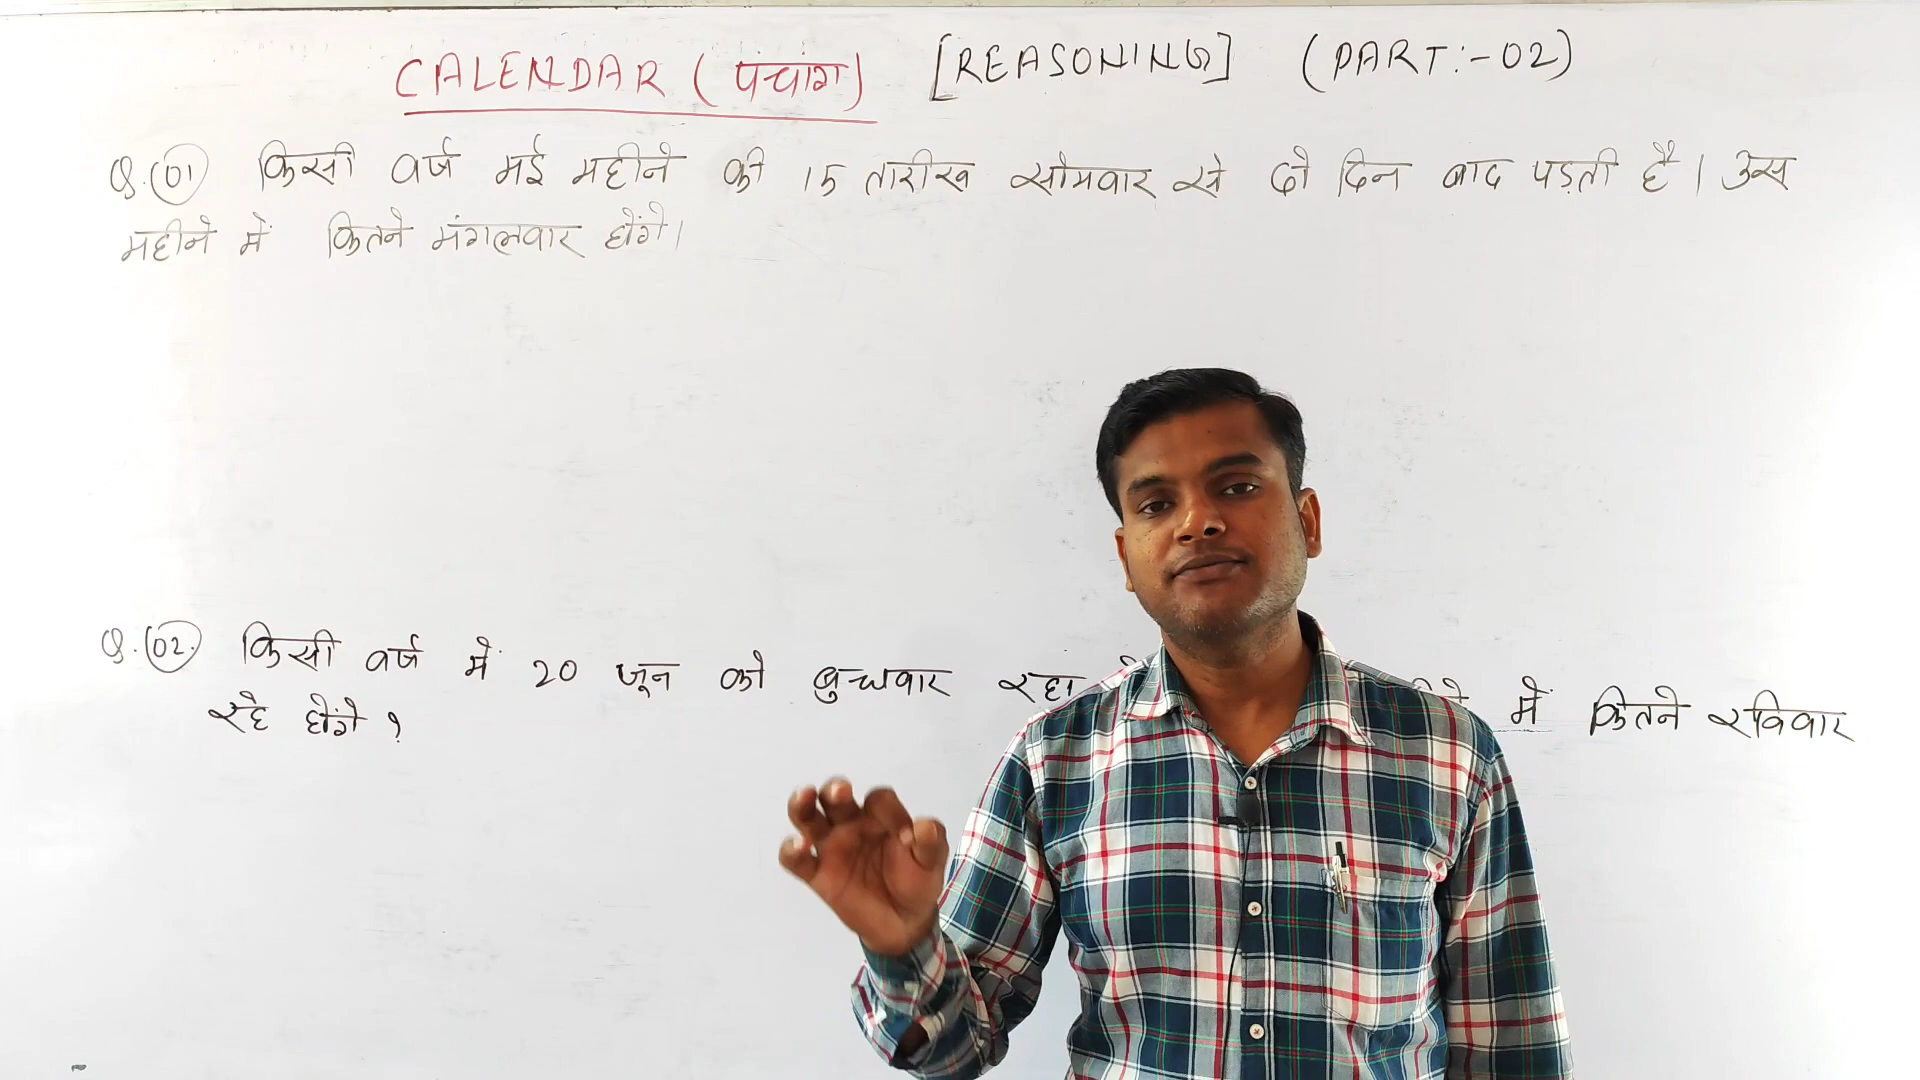 CALENDAR (पंचांग) [REASONING] (PART:-02)
Q.(01) किसी वर्ष मई महीने की 15 तारीख सोमवार से दो दिन बाद पड़ती है। उस
महीने में कितने मंगलवार होंगे।
Q.(02.) किसी वर्ष में 20 जून को बुधवार रहा में कितने रविवार
रहे होंगे ?